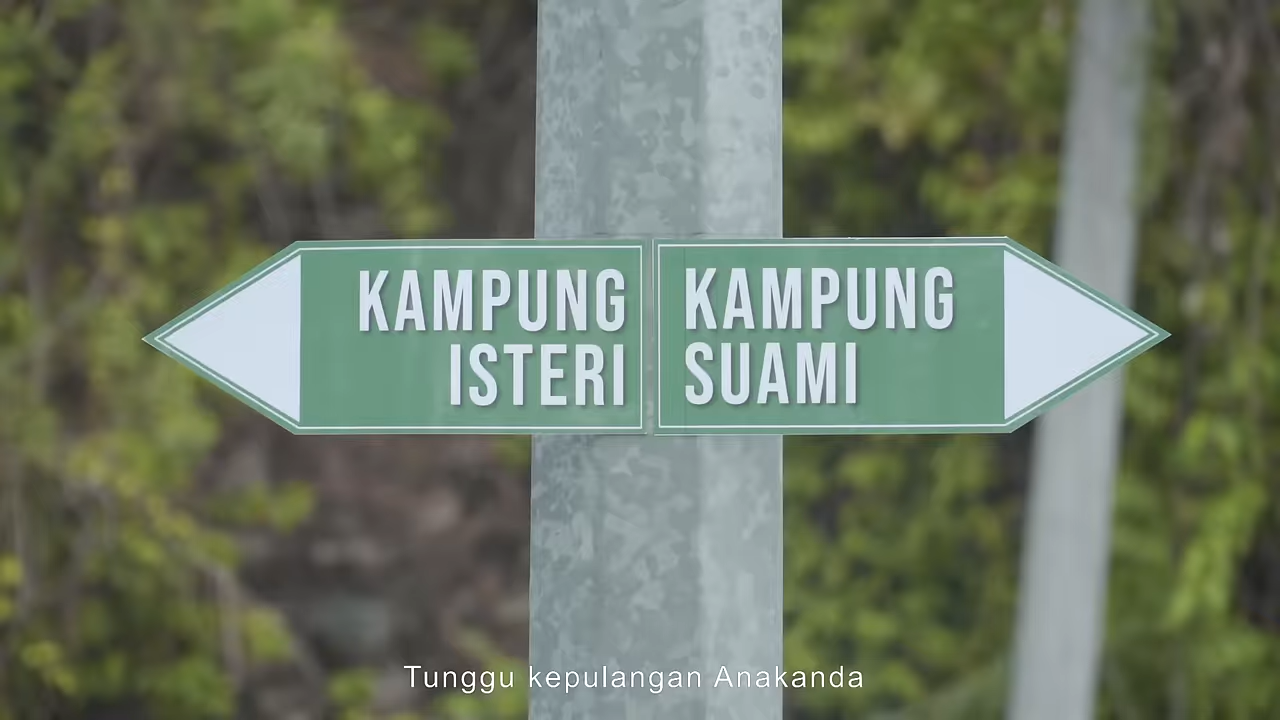 KAMPUNG
ISTERI
KAMPUNG
SUAMI
Tunggu kepulangan Anakanda